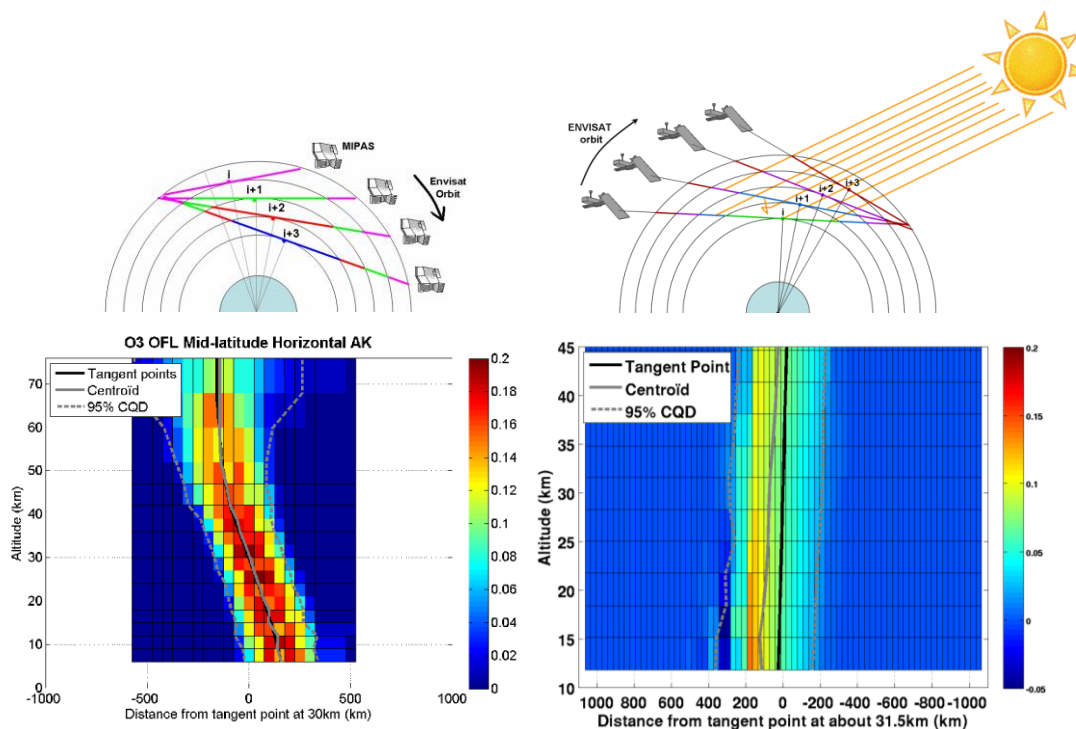 MIPAS
Envisat
Orbit
i
i+1
i+2
i+3
ENVISAT
orbit
i+3
i+2
i+1
i
O3 OFL Mid-latitude Horizontal AK
Tangent points
Centroïd
95% CQD
Altitude (km)
70
60
50
40
30
20
10
0
-1000
-500
0
500
1000
Distance from tangent point at 30km (km)
0.2
0.18
0.16
0.14
0.12
0.1
0.08
0.06
0.04
0.02
0
Tangent Point
Centroïd
95% CQD
Altitude (km)
45
40
35
30
25
20
15
10
1000 800 600 400 200 0 -200 -400 -600 -800 -1000
Distance from tangent point at about 31.5km (km)
0.2
0.15
0.1
0.05
0
-0.05